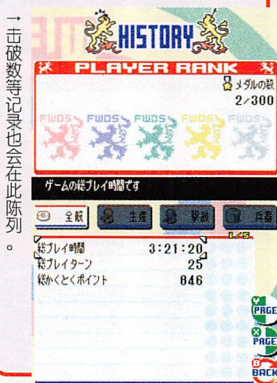 →击破数等记录也会在此陈列。
HISTORY
PLAYER RANK
メダルの数
2/300
FWDS FWDS FWDS FWDS FWDS
ゲームの総プレイ時間です
全般 生産 撃破 兵器
総プレイ時間 3:21:20
総プレイターン 25
総かくとくポイント 846
Y PAGE
X PAGE
B BACK